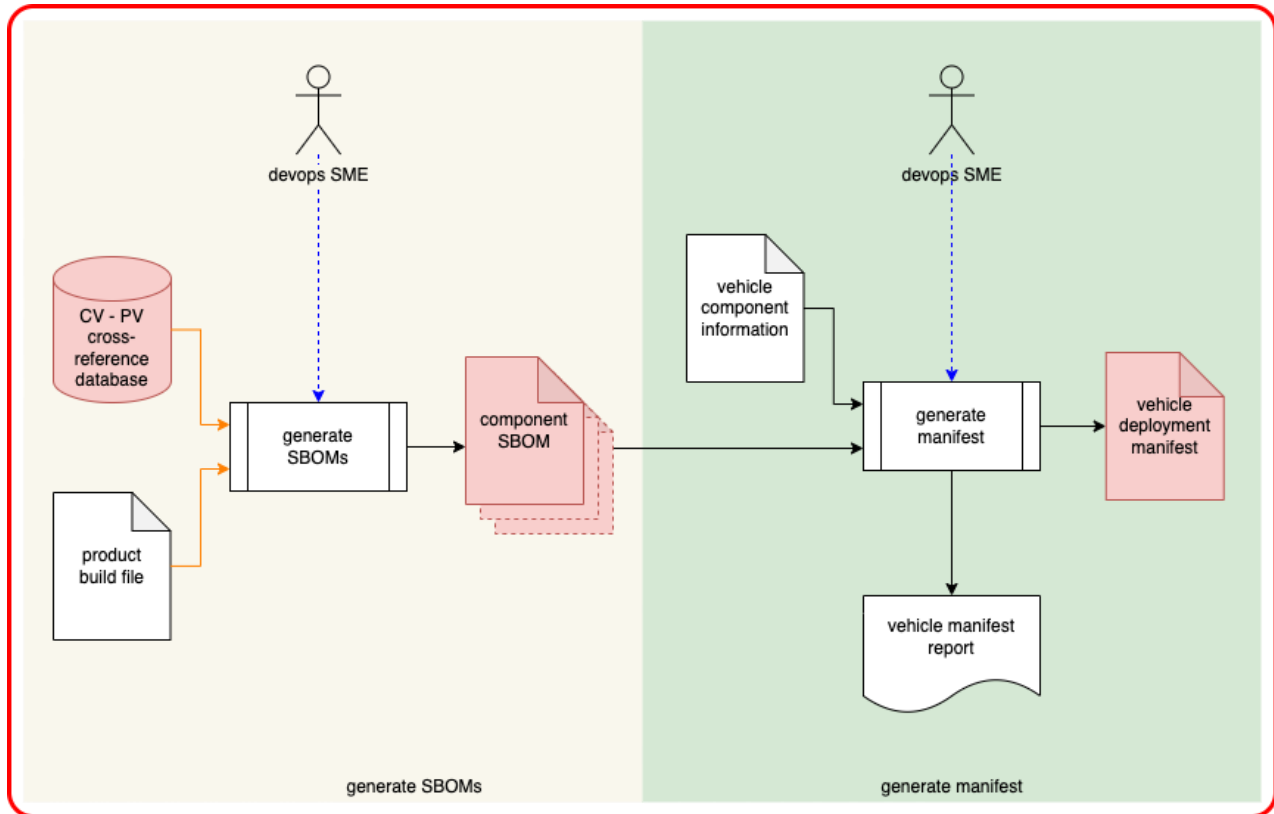 devops SME
devops SME
CV - PV
cross-
reference
database
generate
SBOMs
component
SBOM
product
build file
vehicle
component
information
generate
manifest
vehicle
deployment
manifest
vehicle manifest
report
generate SBOMs
generate manifest